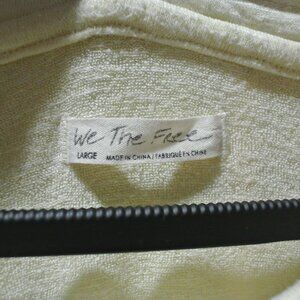 We The Free
LARGE MADE IN CHINA / FABRIQUÉ EN CHINE